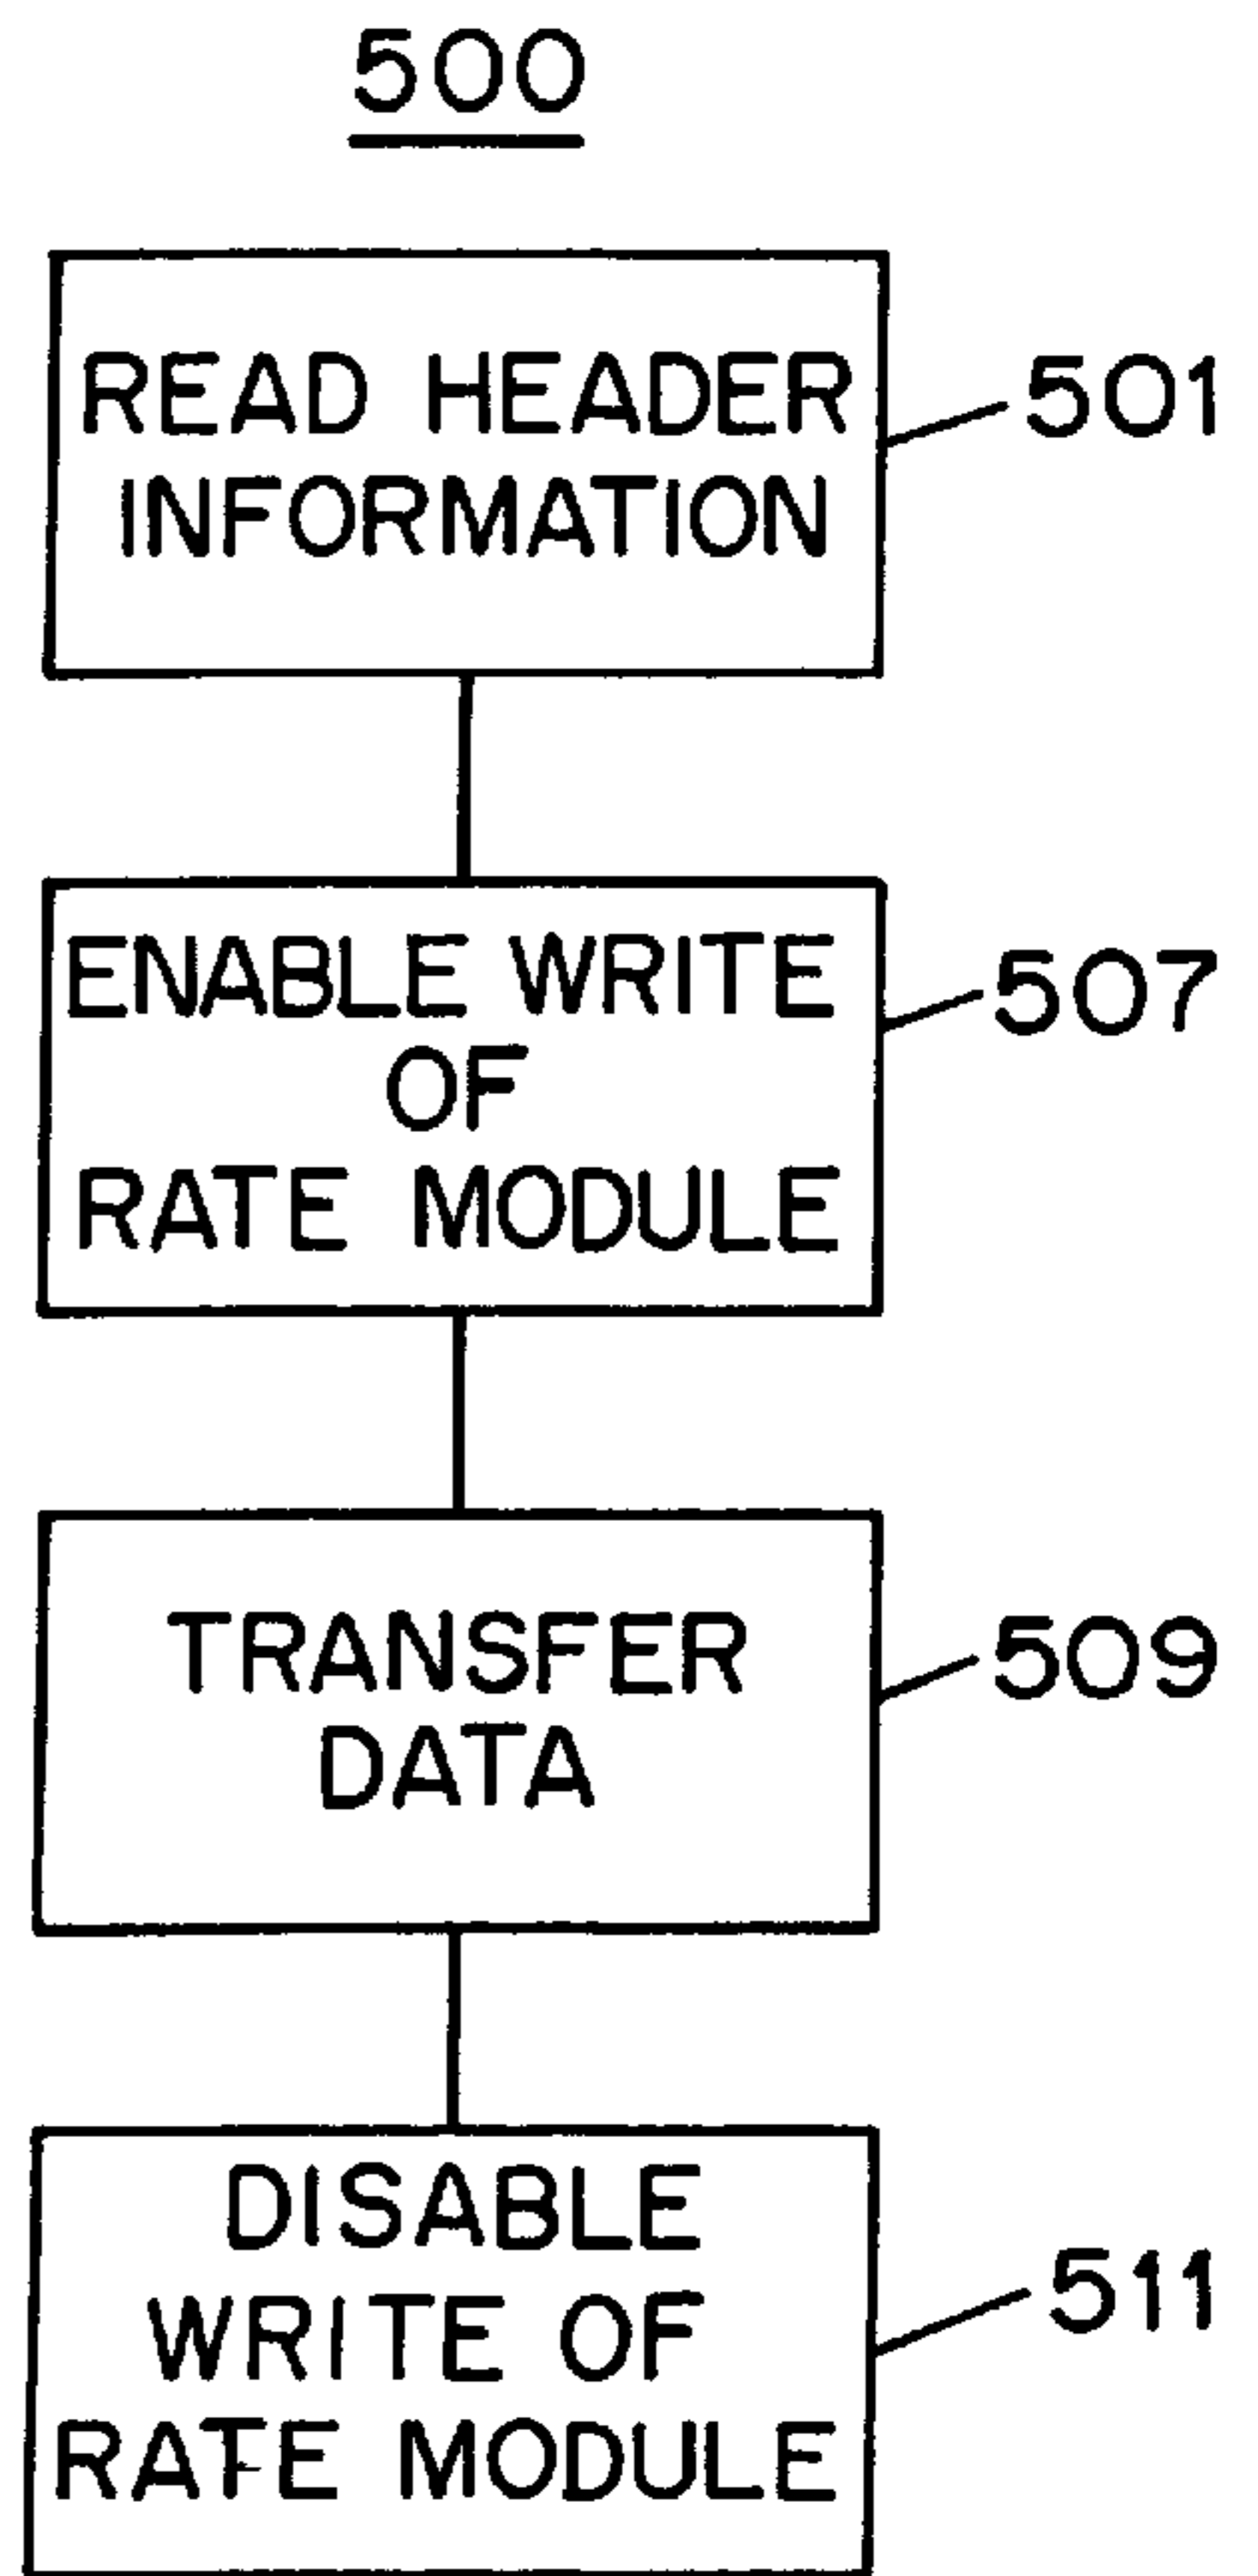 500
READ HEADER
INFORMATION
501
ENABLE WRITE
OF
RATE MODULE
507
TRANSFER
DATA
509
DISABLE
WRITE OF
RATE MODULE
511